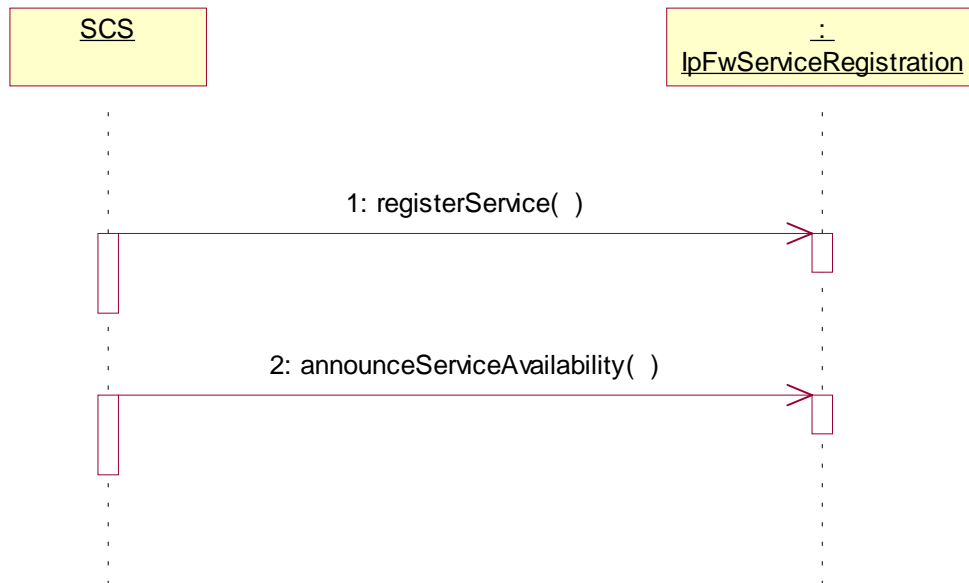 SCS
:
IpFwServiceRegistration
1: registerService( )
2: announceServiceAvailability( )